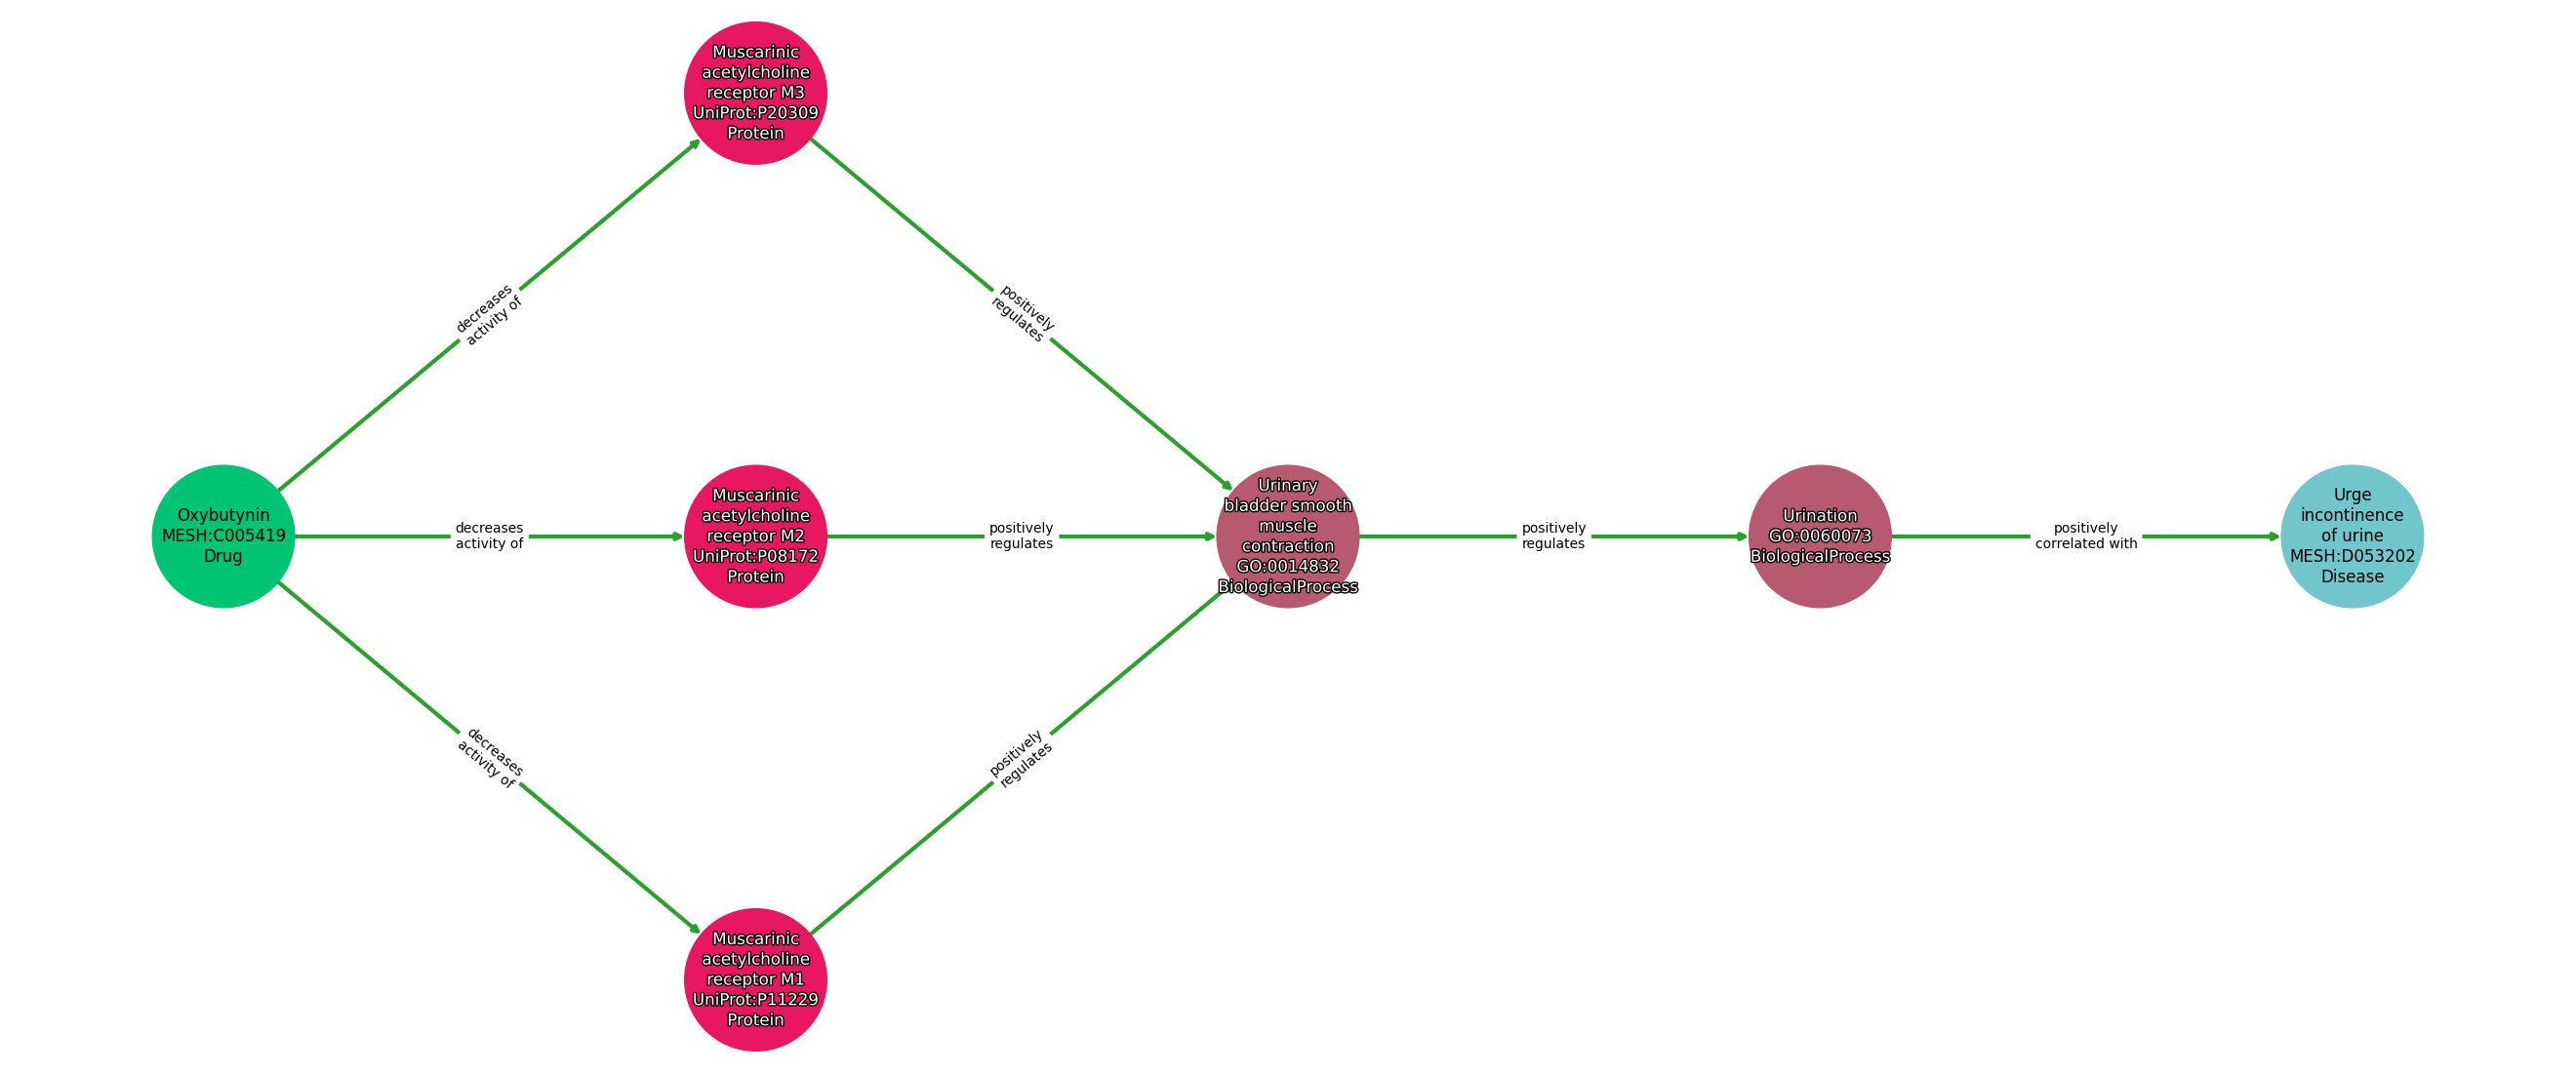 Muscarinic
acetylcholine
receptor M3
UniProt:P20309
Protein
decreases
activity of
positively
regulates
Oxybutynin
MESH:C005419
Drug
decreases
activity of
Muscarinic
acetylcholine
receptor M2
UniProt:P08172
Protein
positively
regulates
Urinary
bladder smooth
muscle
contraction
GO:0014832
BiologicalProcess
positively
regulates
Urination
GO:0060073
BiologicalProcess
positively
correlated with
Urge
incontinence
of urine
MESH:D053202
Disease
decreases
activity of
positively
regulates
Muscarinic
acetylcholine
receptor M1
UniProt:P11229
Protein